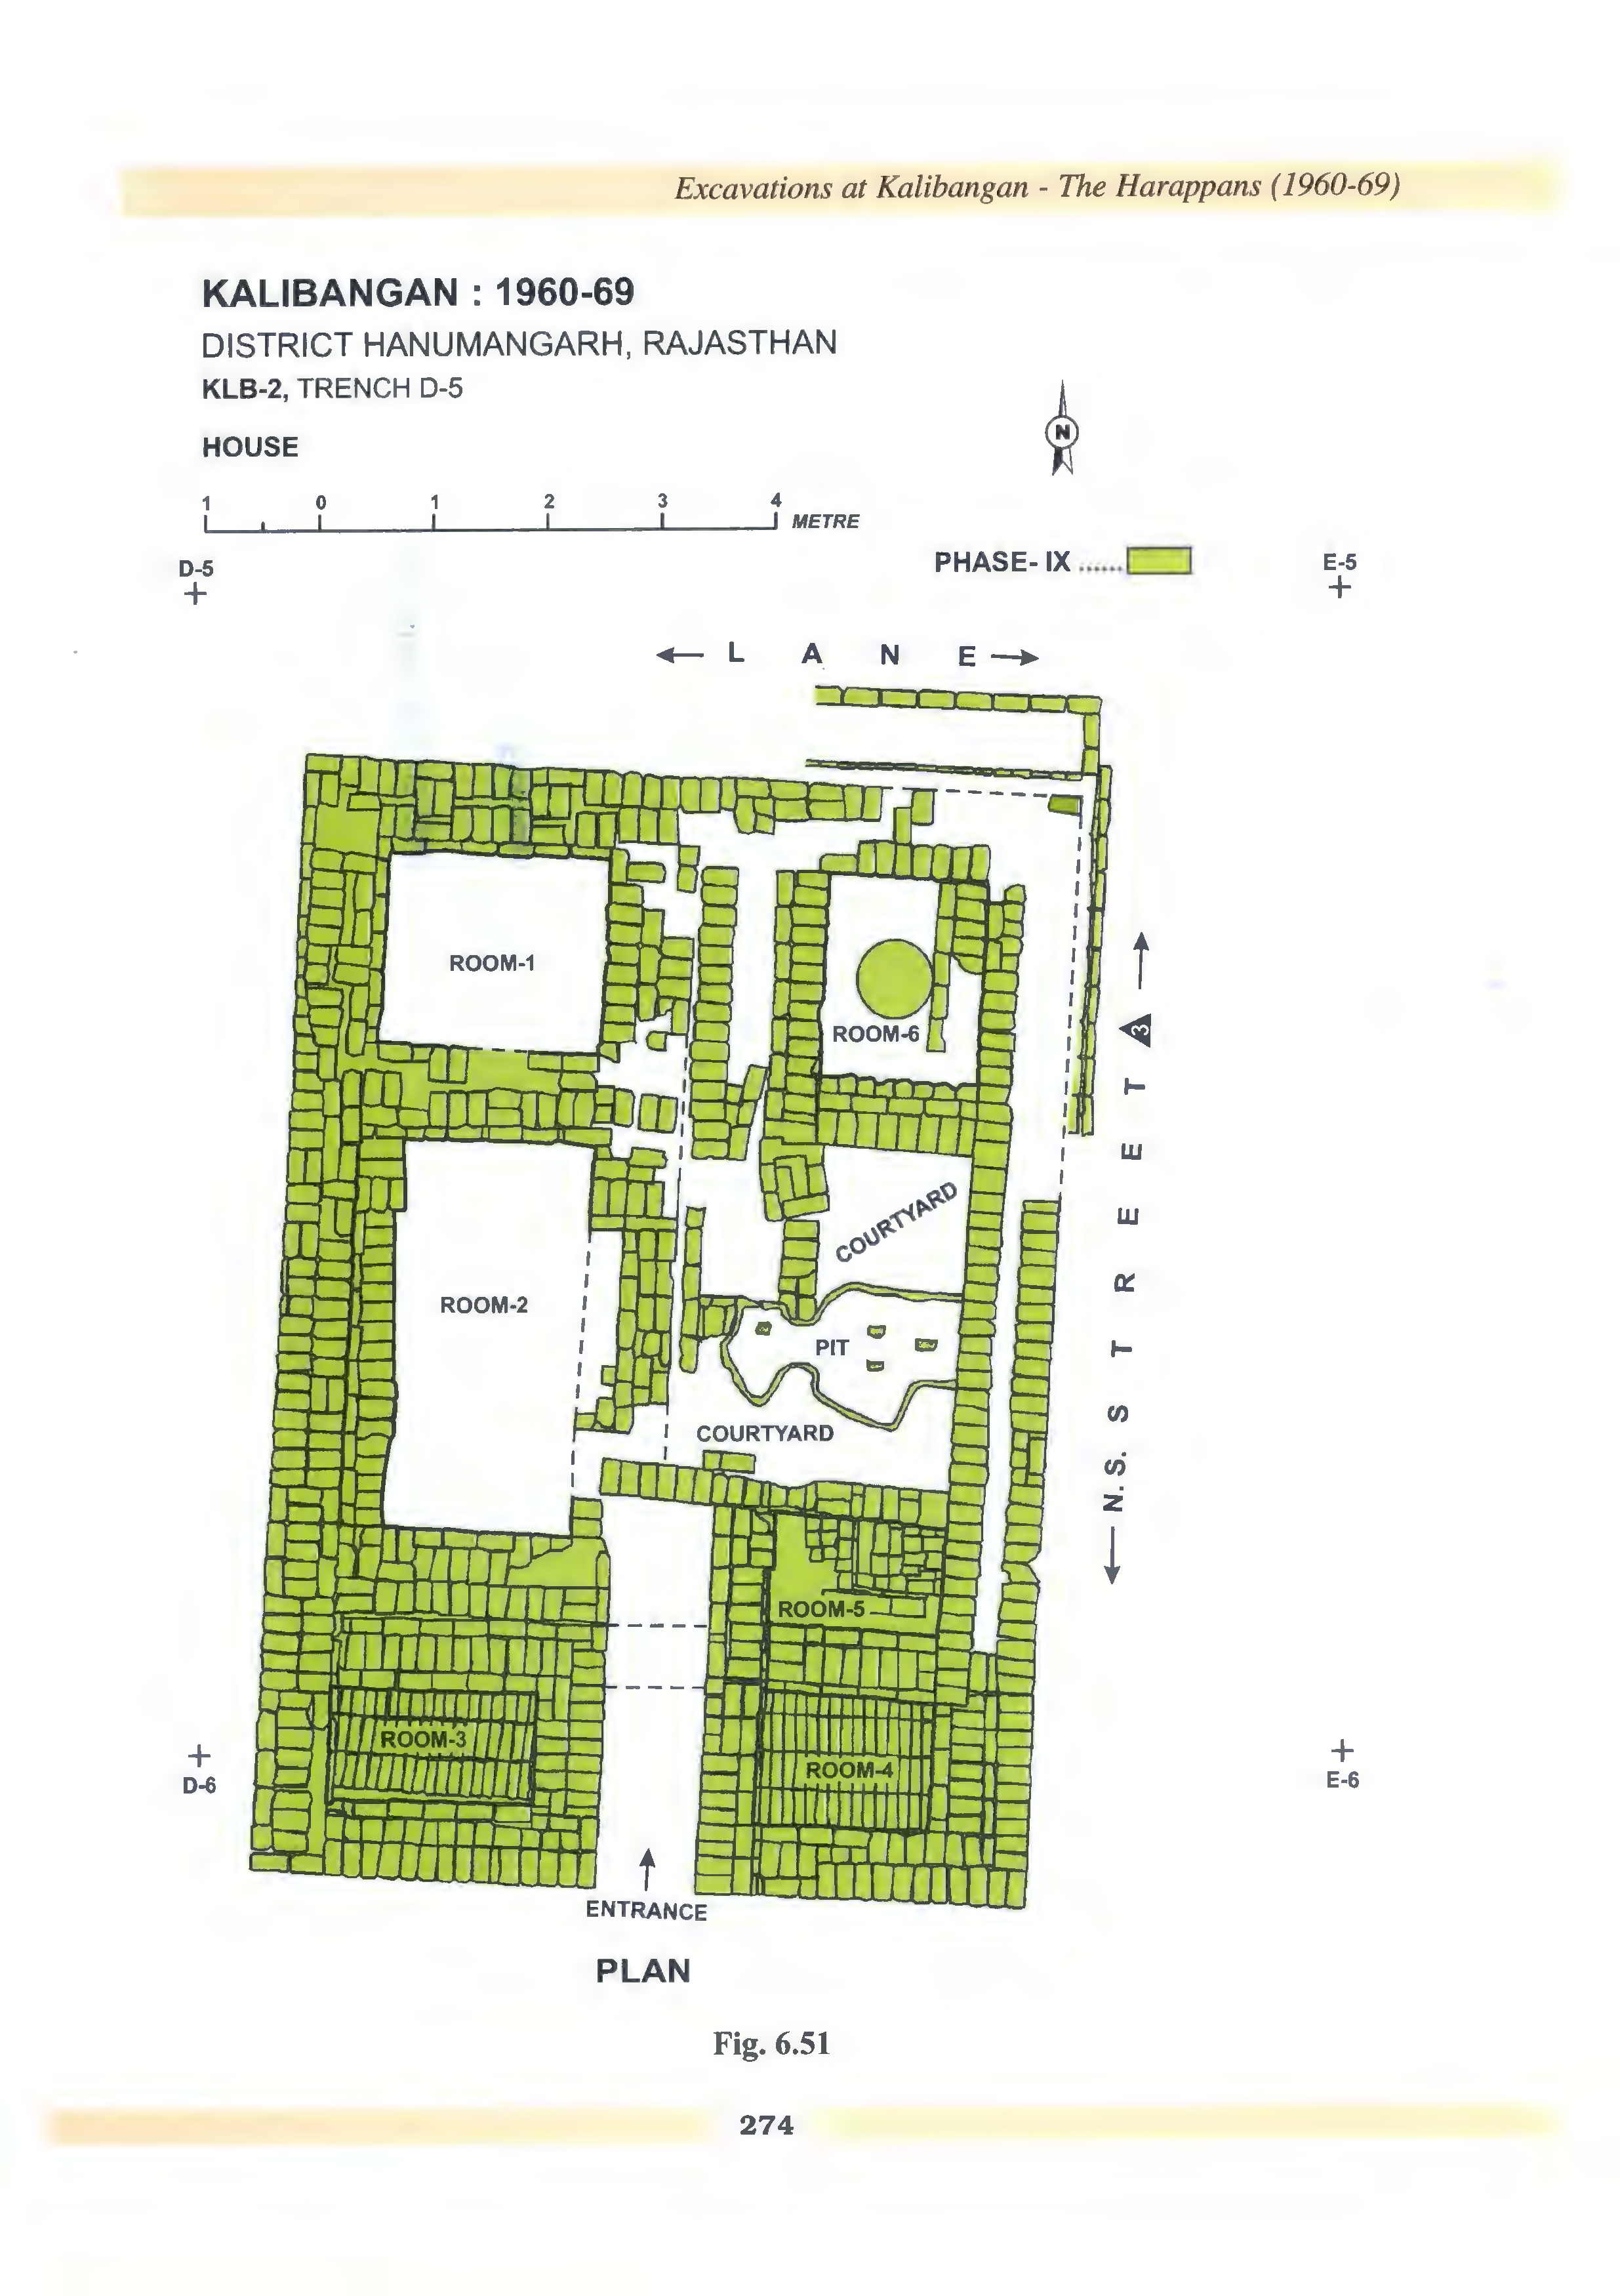 Excavations at Kalibangan - The Harappans (1960-69)
KALIBANGAN : 1960-69
DISTRICT HANUMANGARH, RAJASTHAN
KLB-2, TRENCH D-5
N
HOUSE
1 0 1 2 3 4 METRE
PHASE- IX ......
D-5
E-5
L A N E
ROOM-1
ROOM-6
3
N.S. STREET
COURTYARD
ROOM-2
PIT
COURTYARD
ROOM-5
ROOM-3
ROOM-4
D-6
E-6
ENTRANCE
PLAN
Fig. 6.51
274